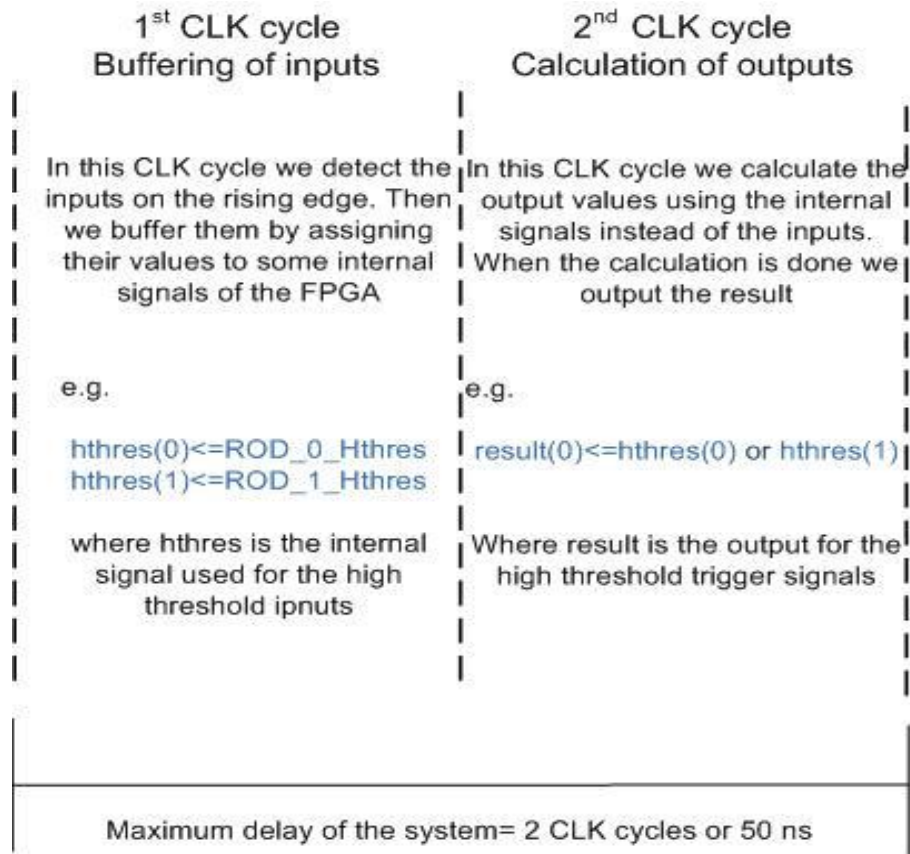 1st CLK cycle
Buffering of inputs
In this CLK cycle we detect the
inputs on the rising edge. Then
we buffer them by assigning
their values to some internal
signals of the FPGA
e.g.
hthres(0)<=ROD_0_Hthres
hthres(1)<=ROD_1_Hthres
where hthres is the internal
signal used for the high
threshold ipnuts
2nd CLK cycle
Calculation of outputs
In this CLK cycle we calculate the
output values using the internal
signals instead of the inputs.
When the calculation is done we
output the result
e.g.
result(0)<=hthres(0) or hthres(1)
Where result is the output for the
high threshold trigger signals
Maximum delay of the system= 2 CLK cycles or 50 ns